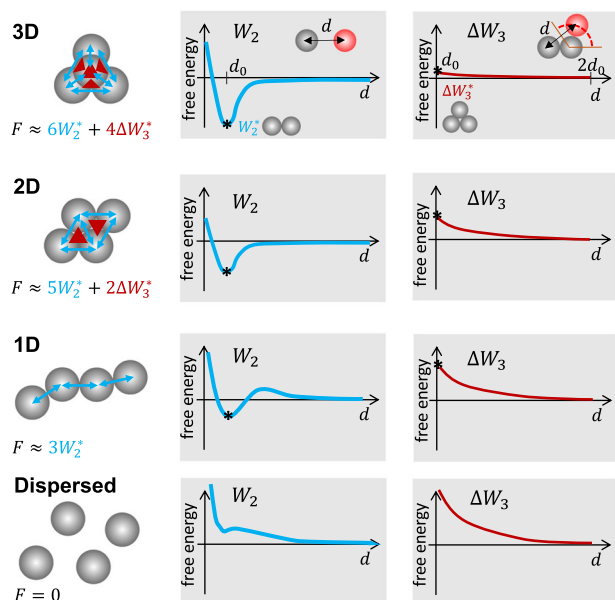 3D
F ≈ 6W₂* + 4ΔW₃*
free energy
W₂
d
d₀
d
W₂*
free energy
ΔW₃
d₀
d
2d₀
d
ΔW₃*
2D
F ≈ 5W₂* + 2ΔW₃*
free energy
W₂
d
free energy
ΔW₃
d
1D
F ≈ 3W₂*
free energy
W₂
d
free energy
ΔW₃
d
Dispersed
F = 0
free energy
W₂
d
free energy
ΔW₃
d